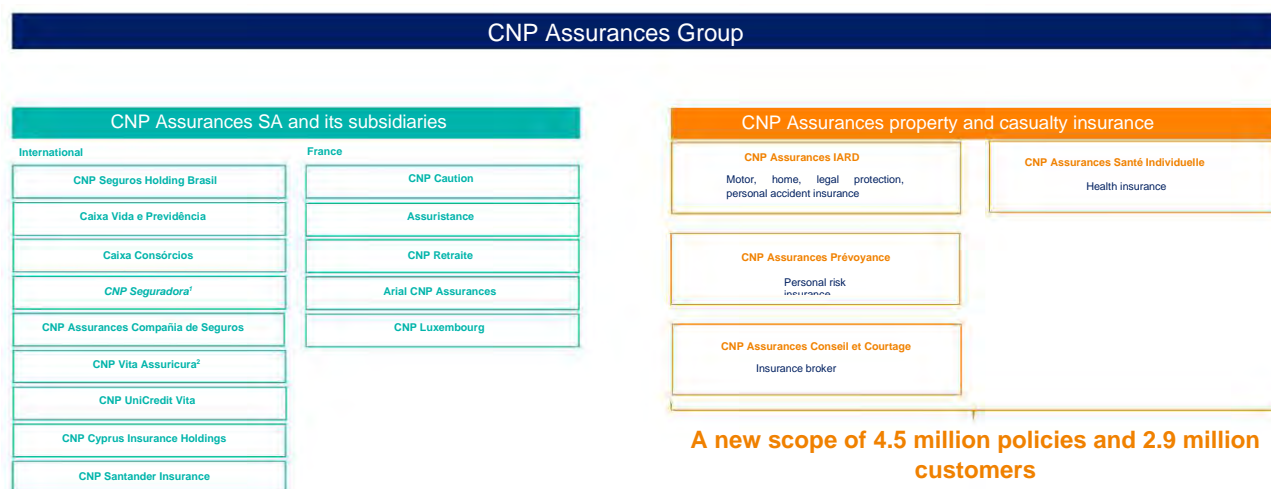 CNP Assurances Group
CNP Assurances SA and its subsidiaries
International
France
CNP Seguros Holding Brasil
Caixa Vida e Previdência
Caixa Consórcios
CNP Seguradora¹
CNP Assurances Compañia de Seguros
CNP Vita Assuricura²
CNP UniCredit Vita
CNP Cyprus Insurance Holdings
CNP Santander Insurance
CNP Caution
Assuristance
CNP Retraite
Arial CNP Assurances
CNP Luxembourg
CNP Assurances property and casualty insurance
CNP Assurances IARD
Motor, home, legal protection,
personal accident insurance
CNP Assurances Santé Individuelle
Health insurance
CNP Assurances Prévoyance
Personal risk
insurance
CNP Assurances Conseil et Courtage
Insurance broker
A new scope of 4.5 million policies and 2.9 million
customers